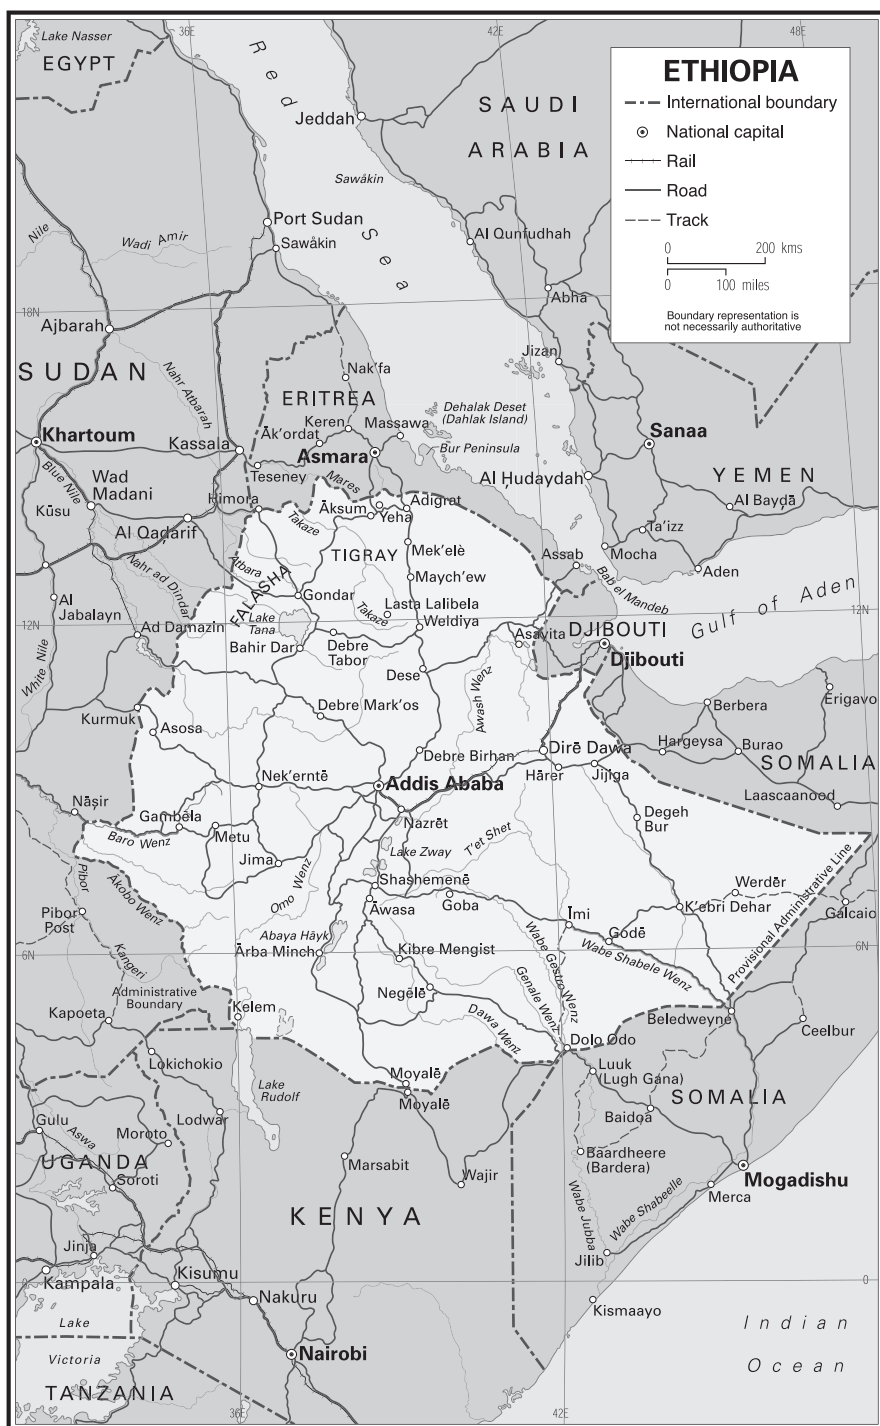 36E
42E
48E
Lake Nasser
EGYPT
Red Sea
Jeddah
SAUDI
ARABIA
ETHIOPIA
International boundary
National capital
Rail
Road
Track
0 200 kms
0 100 miles
Boundary representation is
not necessarily authoritative
Sawåkin
Port Sudan
Sawåkin
Nile
Wadi Amir
Al Qunfudhah
Abha
18N
Ajbarah
Jizan
SUDAN
Nahr Atbarah
Nak'fa
ERITREA
Dehalak Deset
(Dahlak Island)
Keren
Massawa
Khartoum
Kassala
Āk'ordat
Asmara
Bur Peninsula
Sanaa
Blue Nile
Wad
Madani
Teseney
Mares
Al Ḩudaydah
YEMEN
Himora
Āksum
Yeha
Adigrat
Al Bayḑā
Kūsu
Al Qaḑarif
Takaze
TIGRAY
Mek'elè
Ta'izz
Atbara
Assab
Mocha
Aden
Nahr ad Dindar
FALASHA
Maych'ew
Bab el Mandeb
Gulf of Aden
Al
Jabalayn
Gondar
Lasta Lalibela
12N
12N
Takaze
Weldiya
Ad Damazin
Lake
Tana
Asavita
DJIBOUTI
Bahir Dar
Debre
Tabor
Djibouti
White Nile
Dese
Awash Wenz
Erigavo
Kurmuk
Debre Mark'os
Berbera
Asosa
Hargeysa
Burao
Debre Birhan
Dirē Dawa
SOMALIA
Nek'erntē
Addis Ababa
Hārer
Jijiga
Nāşir
Laascaanood
Gambēla
Nazrēt
Degeh
Bur
Baro Wenz
Metu
Lake Zway
T'et Shet
Jima
Pibor
Omo Wenz
Shashemenē
Provisional Administrative Line
Akobo Wenz
Goba
Werdēr
Pibor
Post
Āwasa
Īmi
K'ebri Dehar
Galcaio
Abaya Hāyk
Wabe Gestro Wenz
Godē
6N
6N
Kangeri
Ārba Minch
Kibre Mengist
Wabe Shabele Wenz
Administrative
Boundary
Negēlē
Genale Wenz
Kapoeta
Kelem
Dawa Wenz
Beledweyne
Ceelbur
Dolo Odo
Lokichokio
Moyalē
Luuk
(Lugh Gana)
Lake
Rudolf
Moyalē
SOMALIA
Gulu
Lodwar
Baidoa
Aswa
Moroto
UGANDA
Marsabit
Baardheere
(Bardera)
Soroti
Wajir
Mogadishu
Merca
KENYA
Wabe Jubba
Wabe Shabeelle
Jinja
Jilib
Kampala
Kisumu
0
0
Nakuru
Kismaayo
Lake
Victoria
Indian
Ocean
Nairobi
TANZANIA
36E
42E